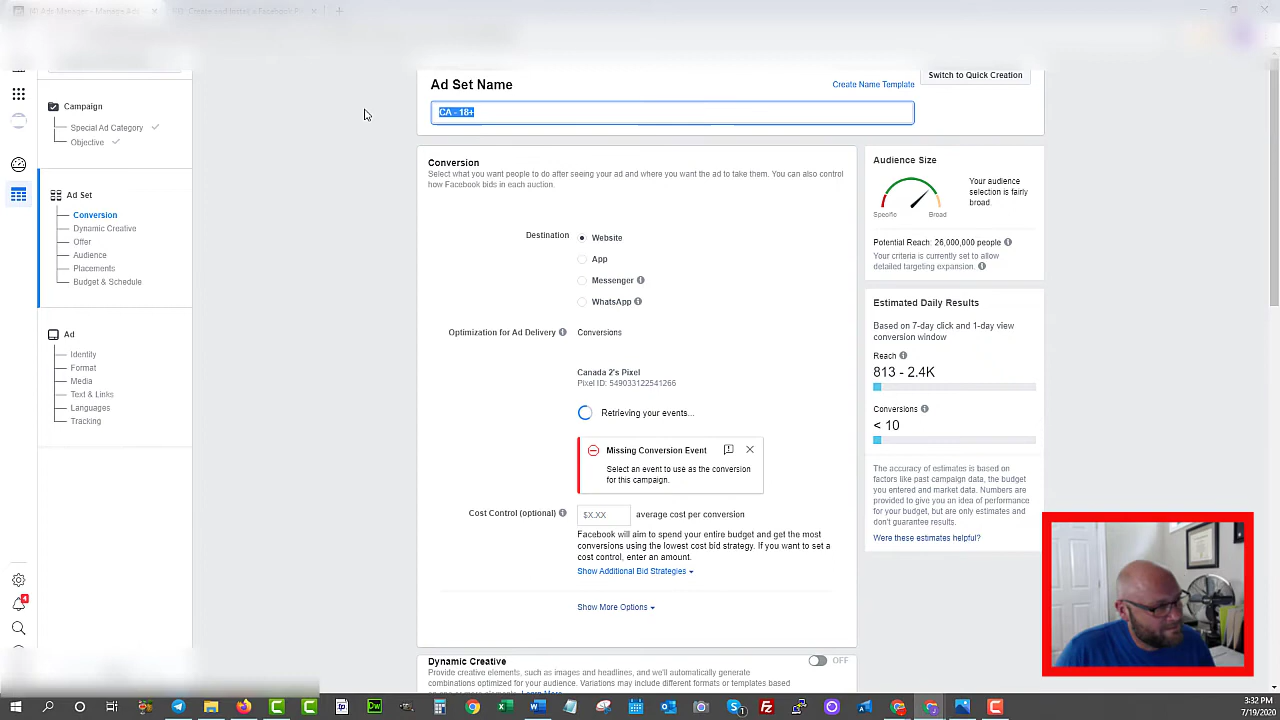 Ad Set Name
Create Name Template
Switch to Quick Creation
CA - 18+
Campaign
Special Ad Category
Objective
Ad Set
Conversion
Dynamic Creative
Offer
Audience
Placements
Budget & Schedule
Ad
Identity
Format
Media
Text & Links
Languages
Tracking
Conversion
Select what you want people to do after seeing your ad and where you want the ad to take them. You can also control
how Facebook bids in each auction.
Destination
Website
App
Messenger
WhatsApp
Optimization for Ad Delivery
Conversions
Canada 2's Pixel
Pixel ID: 549033122541266
Retrieving your events...
Missing Conversion Event
Select an event to use as the conversion
for this campaign.
Cost Control (optional)
$X.XX
average cost per conversion
Facebook will aim to spend your entire budget and get the most
conversions using the lowest cost bid strategy. If you want to set a
cost control, enter an amount.
Show Additional Bid Strategies
Show More Options
Dynamic Creative
OFF
Provide creative elements, such as images and headlines, and we'll automatically generate
combinations optimized for your audience. Variations may include different formats or templates based
Audience Size
Specific
Broad
Your audience
selection is fairly
broad.
Potential Reach: 26,000,000 people
Your criteria is currently set to allow
detailed targeting expansion.
Estimated Daily Results
Based on 7-day click and 1-day view
conversion window
Reach
813 - 2.4K
Conversions
< 10
The accuracy of estimates is based on
factors like past campaign data, the budget
you entered and market data. Numbers are
provided to give you an idea of performance
for your budget, but are only estimates and
don't guarantee results.
Were these estimates helpful?
4
3:32 PM
7/19/2020